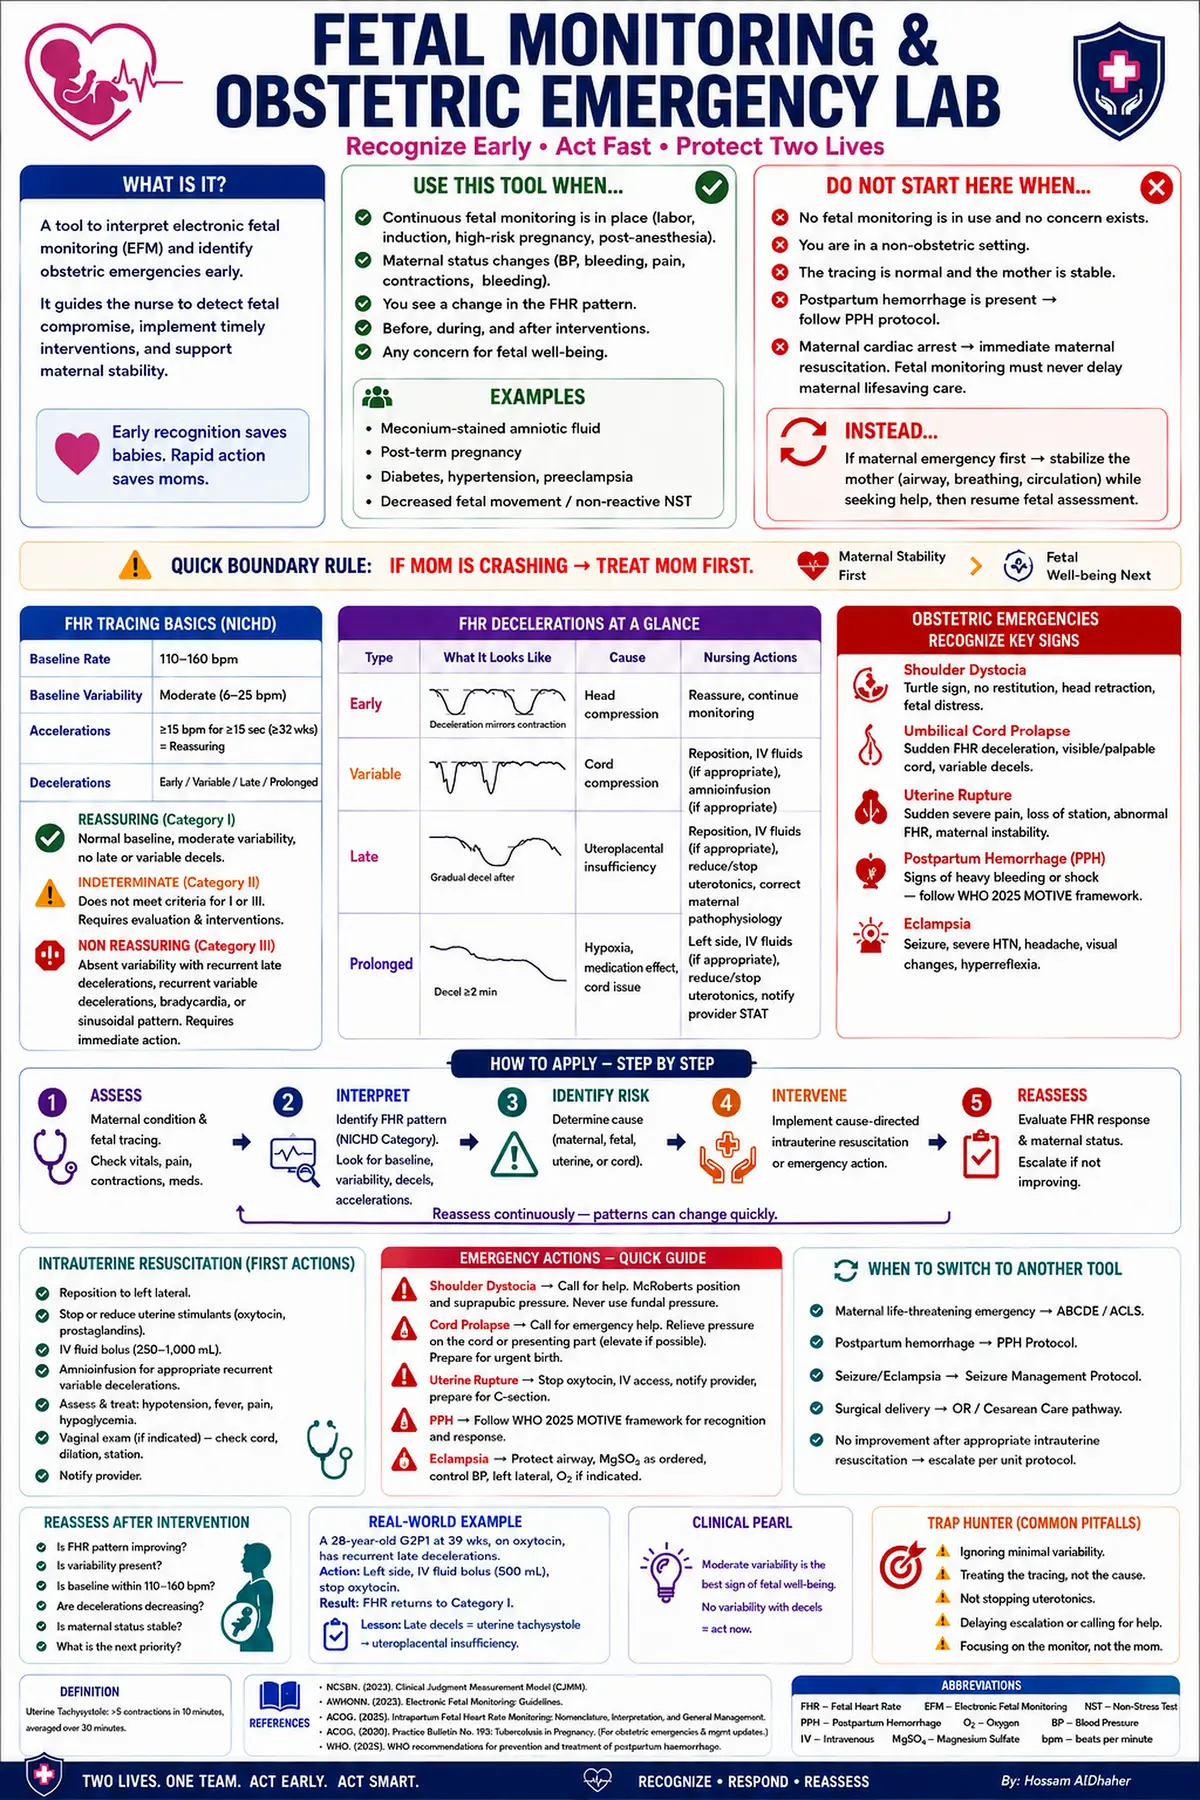 FETAL MONITORING &
OBSTETRIC EMERGENCY LAB
Recognize Early • Act Fast • Protect Two Lives
WHAT IS IT?
A tool to interpret electronic fetal
monitoring (EFM) and identify
obstetric emergencies early.
It guides the nurse to detect fetal
compromise, implement timely
interventions, and support
maternal stability.
Early recognition saves
babies. Rapid action
saves moms.
USE THIS TOOL WHEN...
Continuous fetal monitoring is in place (labor,
induction, high-risk pregnancy, post-anesthesia).
Maternal status changes (BP, bleeding, pain,
contractions, bleeding).
You see a change in the FHR pattern.
Before, during, and after interventions.
Any concern for fetal well-being.
EXAMPLES
• Meconium-stained amniotic fluid
• Post-term pregnancy
• Diabetes, hypertension, preeclampsia
• Decreased fetal movement / non-reactive NST
DO NOT START HERE WHEN...
No fetal monitoring is in use and no concern exists.
You are in a non-obstetric setting.
The tracing is normal and the mother is stable.
Postpartum hemorrhage is present →
follow PPH protocol.
Maternal cardiac arrest → immediate maternal
resuscitation. Fetal monitoring must never delay
maternal lifesaving care.
INSTEAD...
If maternal emergency first → stabilize the
mother (airway, breathing, circulation) while
seeking help, then resume fetal assessment.
QUICK BOUNDARY RULE: IF MOM IS CRASHING → TREAT MOM FIRST.
Maternal Stability
First
Fetal
Well-being Next
FHR TRACING BASICS (NICHD)
Baseline Rate 110–160 bpm
Baseline Variability Moderate (6–25 bpm)
Accelerations ≥15 bpm for ≥15 sec (≥32 wks)
= Reassuring
Decelerations Early / Variable / Late / Prolonged
REASSURING (Category I)
Normal baseline, moderate variability,
no late or variable decels.
INDETERMINATE (Category II)
Does not meet criteria for I or III.
Requires evaluation & interventions.
NON REASSURING (Category III)
Absent variability with recurrent late
decelerations, recurrent variable
decelerations, bradycardia, or
sinusoidal pattern. Requires
immediate action.
FHR DECELERATIONS AT A GLANCE
Type What It Looks Like Cause Nursing Actions
Early
Deceleration mirrors contraction
Head
compression
Reassure, continue
monitoring
Variable
Cord
compression
Reposition, IV fluids
(if appropriate),
amnioinfusion
(if appropriate)
Late
Gradual decel after
Uteroplacental
insufficiency
Reposition, IV fluids
(if appropriate),
reduce/stop
uterotonics, correct
maternal
pathophysiology
Prolonged
Decel ≥2 min
Hypoxia,
medication effect,
cord issue
Left side, IV fluids
(if appropriate),
reduce/stop
uterotonics, notify
provider STAT
OBSTETRIC EMERGENCIES
RECOGNIZE KEY SIGNS
Shoulder Dystocia
Turtle sign, no restitution, head retraction,
fetal distress.
Umbilical Cord Prolapse
Sudden FHR deceleration, visible/palpable
cord, variable decels.
Uterine Rupture
Sudden severe pain, loss of station, abnormal
FHR, maternal instability.
Postpartum Hemorrhage (PPH)
Signs of heavy bleeding or shock
— follow WHO 2025 MOTIVE framework.
Eclampsia
Seizure, severe HTN, headache, visual
changes, hyperreflexia.
HOW TO APPLY – STEP BY STEP
1 ASSESS
Maternal condition &
fetal tracing.
Check vitals, pain,
contractions, meds.
2 INTERPRET
Identify FHR pattern
(NICHD Category).
Look for baseline,
variability, decels,
accelerations.
3 IDENTIFY RISK
Determine cause
(maternal, fetal,
uterine, or cord).
4 INTERVENE
Implement cause-directed
intrauterine resuscitation
or emergency action.
5 REASSESS
Evaluate FHR response
& maternal status.
Escalate if not
improving.
Reassess continuously — patterns can change quickly.
INTRAUTERINE RESUSCITATION (FIRST ACTIONS)
Reposition to left lateral.
Stop or reduce uterine stimulants (oxytocin,
prostaglandins).
IV fluid bolus (250–1,000 mL).
Amnioinfusion for appropriate recurrent
variable decelerations.
Assess & treat: hypotension, fever, pain,
hypoglycemia.
Vaginal exam (if indicated) – check cord,
dilation, station.
Notify provider.
EMERGENCY ACTIONS – QUICK GUIDE
Shoulder Dystocia → Call for help. McRoberts position
and suprapubic pressure. Never use fundal pressure.
Cord Prolapse → Call for emergency help. Relieve pressure
on the cord or presenting part (elevate if possible).
Prepare for urgent birth.
Uterine Rupture → Stop oxytocin, IV access, notify provider,
prepare for C-section.
PPH → Follow WHO 2025 MOTIVE framework for recognition
and response.
Eclampsia → Protect airway, MgSO₄ as ordered,
control BP, left lateral, O₂ if indicated.
WHEN TO SWITCH TO ANOTHER TOOL
Maternal life-threatening emergency → ABCDE / ACLS.
Postpartum hemorrhage → PPH Protocol.
Seizure/Eclampsia → Seizure Management Protocol.
Surgical delivery → OR / Cesarean Care pathway.
No improvement after appropriate intrauterine
resuscitation → escalate per unit protocol.
REASSESS AFTER INTERVENTION
Is FHR pattern improving?
Is variability present?
Is baseline within 110–160 bpm?
Are decelerations decreasing?
Is maternal status stable?
What is the next priority?
REAL-WORLD EXAMPLE
A 28-year-old G2P1 at 39 wks, on oxytocin,
has recurrent late decelerations.
Action: Left side, IV fluid bolus (500 mL),
stop oxytocin.
Result: FHR returns to Category I.
Lesson: Late decels = uterine tachysystole
→ uteroplacental insufficiency.
CLINICAL PEARL
Moderate variability is the
best sign of fetal well-being.
No variability with decels
= act now.
TRAP HUNTER (COMMON PITFALLS)
Ignoring minimal variability.
Treating the tracing, not the cause.
Not stopping uterotonics.
Delaying escalation or calling for help.
Focusing on the monitor, not the mom.
DEFINITION
Uterine Tachysystole: >5 contractions in 10 minutes,
averaged over 30 minutes.
REFERENCES
• NCSBN. (2023). Clinical Judgment Measurement Model (CJMM).
• AWHONN. (2023). Electronic Fetal Monitoring: Guidelines.
• ACOG. (2025). Intrapartum Fetal Heart Rate Monitoring: Nomenclature, Interpretation, and General Management.
• ACOG. (2020). Practice Bulletin No. 193: Tuberculosis in Pregnancy. (For obstetric emergencies & mgmt updates.)
• WHO. (2025). WHO recommendations for prevention and treatment of postpartum haemorrhage.
ABBREVIATIONS
FHR – Fetal Heart Rate EFM – Electronic Fetal Monitoring NST – Non-Stress Test
PPH – Postpartum Hemorrhage O₂ – Oxygen BP – Blood Pressure
IV – Intravenous MgSO₄ – Magnesium Sulfate bpm – beats per minute
TWO LIVES. ONE TEAM. ACT EARLY. ACT SMART.
RECOGNIZE • RESPOND • REASSESS
By: Hossam AlDhaher